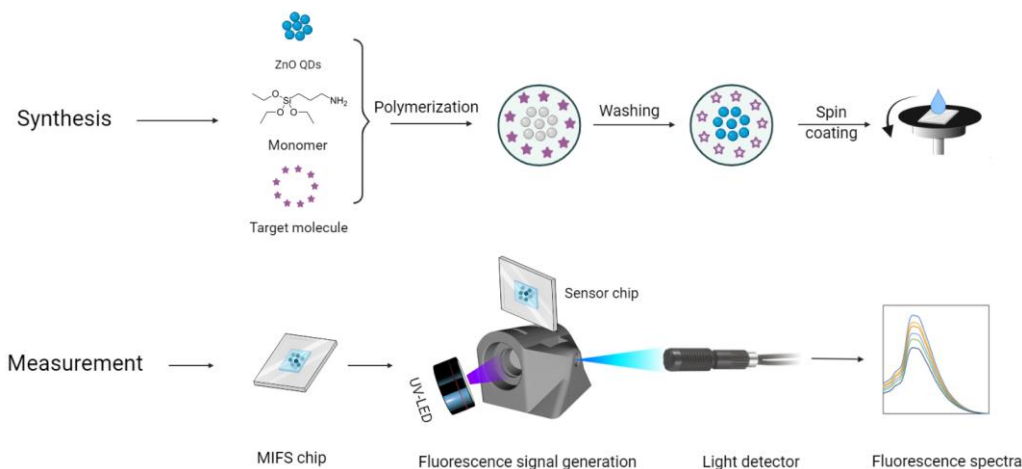 ZnO QDs
Synthesis
O
Si
NH₂
O
O
Monomer
Target molecule
Polymerization
Washing
Spin
coating
Measurement
MIFS chip
Sensor chip
UV-LED
Fluorescence signal generation
Light detector
Fluorescence spectra